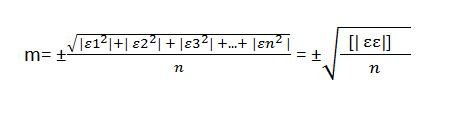 m= ± √|ε1²|+| ε2²| + |ε3²| +…+ |εn² | / n = ± √[| εε|] / n